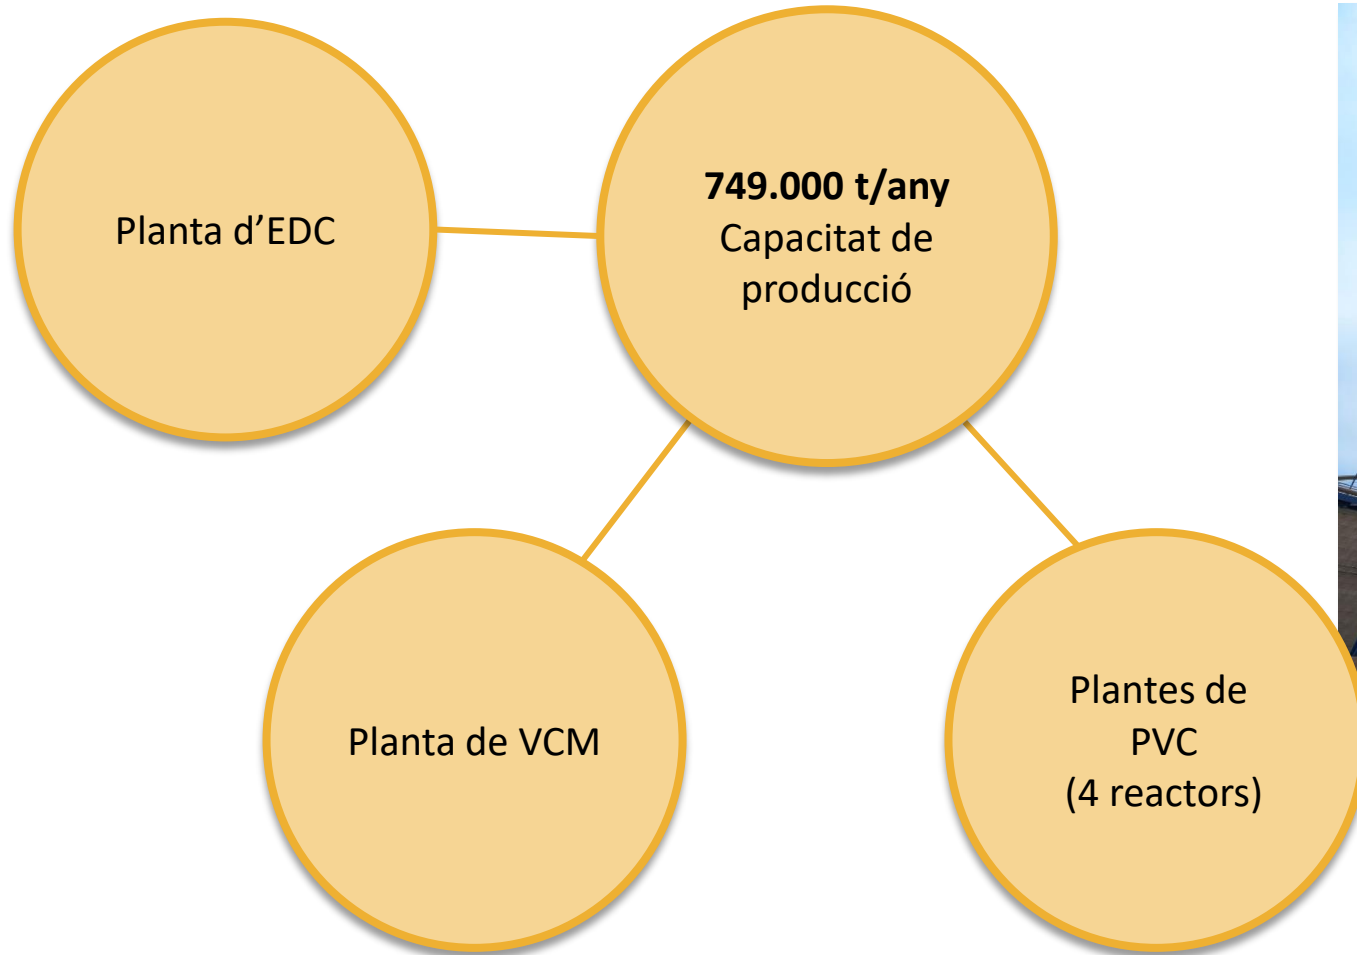 Planta d’EDC
749.000 t/any
Capacitat de
producció
Planta de VCM
Plantes de
PVC
(4 reactors)